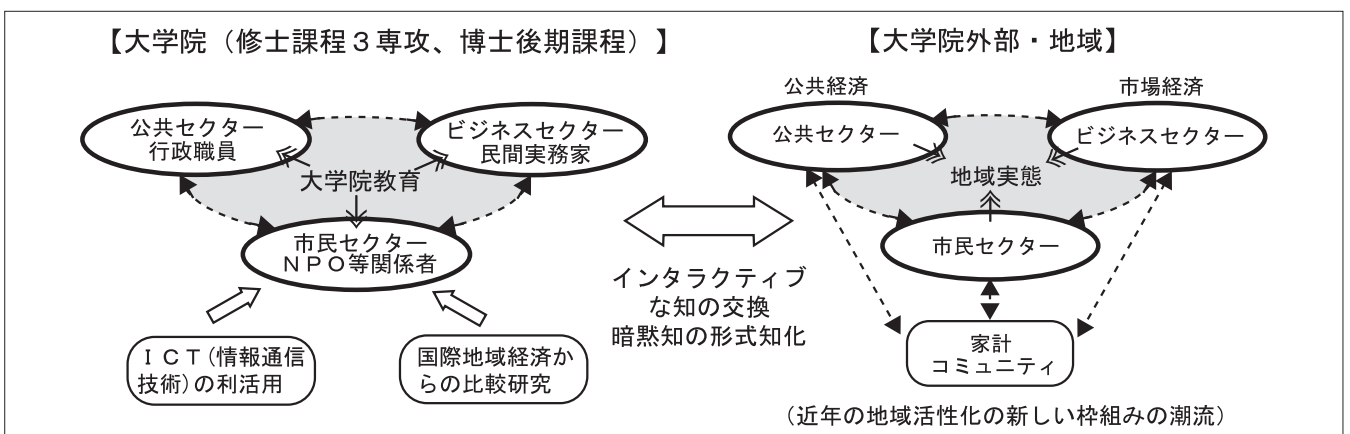 【大学院（修士課程３専攻、博士後期課程）】
公共セクター
行政職員
ビジネスセクター
民間実務家
大学院教育
市民セクター
ＮＰＯ等関係者
ＩＣＴ（情報通信
技術）の利活用
国際地域経済か
らの比較研究
インタラクティブ
な知の交換
暗黙知の形式知化
【大学院外部・地域】
公共経済
市場経済
公共セクター
ビジネスセクター
地域実態
市民セクター
家計
コミュニティ
（近年の地域活性化の新しい枠組みの潮流）